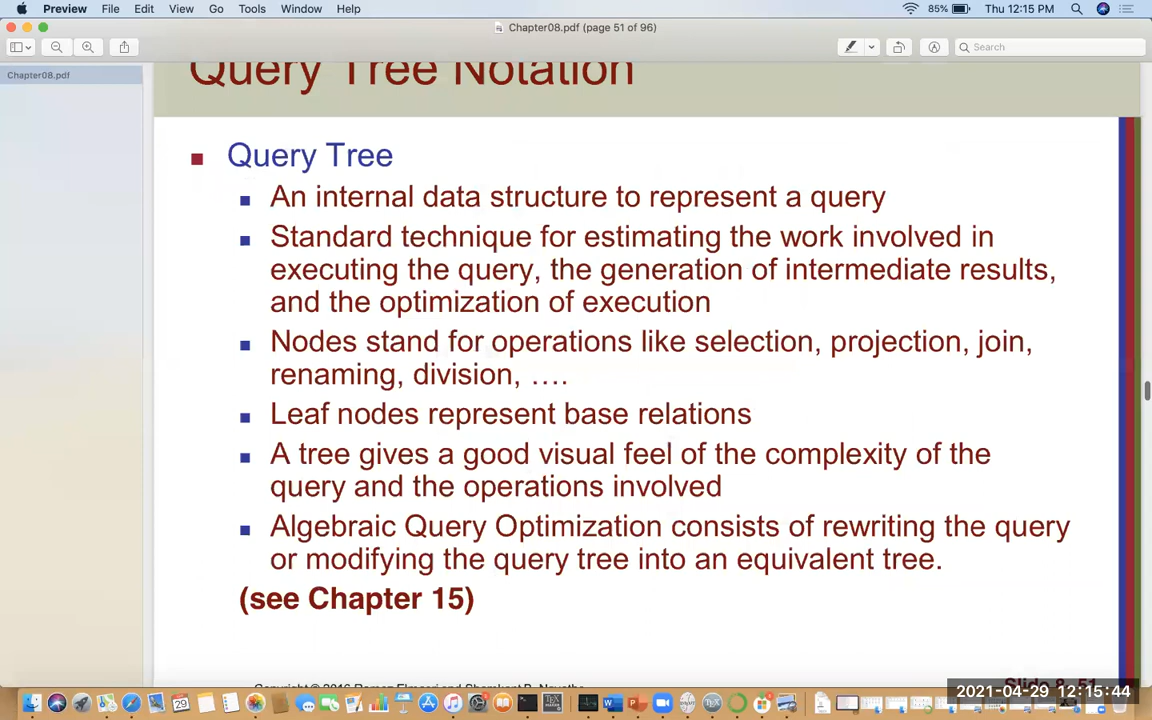 Preview File Edit View Go Tools Window Help 85% Thu 12:15 PM
Chapter08.pdf (page 51 of 96)
Search
Chapter08.pdf
Query Tree Notation
Query Tree
An internal data structure to represent a query
Standard technique for estimating the work involved in
executing the query, the generation of intermediate results,
and the optimization of execution
Nodes stand for operations like selection, projection, join,
renaming, division, ….
Leaf nodes represent base relations
A tree gives a good visual feel of the complexity of the
query and the operations involved
Algebraic Query Optimization consists of rewriting the query
or modifying the query tree into an equivalent tree.
(see Chapter 15)
2021-04-29 12:15:44